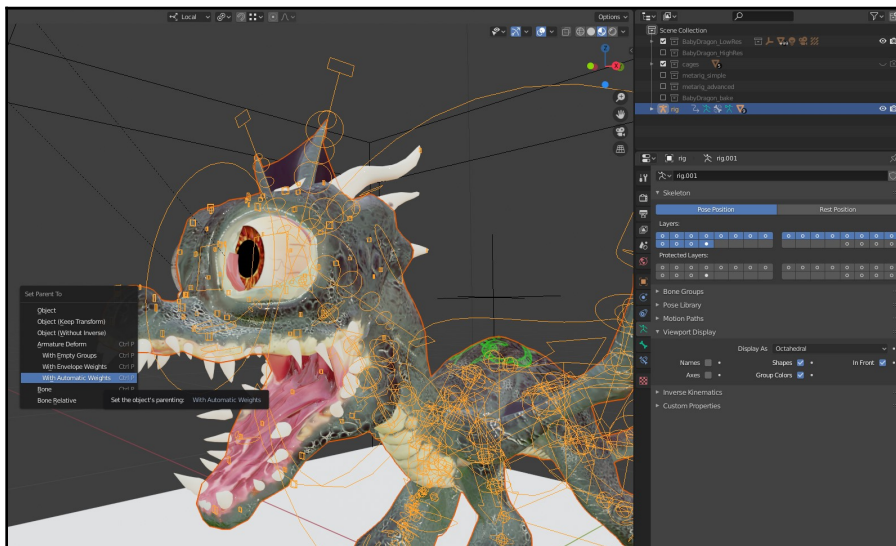 Local
Options
Scene Collection
BabyDragon_LowRes
BabyDragon_HighRes
cages
metarig_simple
metarig_advanced
BabyDragon_bake
rig
rig
rig.001
rig.001
Skeleton
Pose Position
Rest Position
Layers:
Protected Layers:
Bone Groups
Pose Library
Motion Paths
Viewport Display
Display As
Octahedral
Names
Shapes
In Front
Axes
Group Colors
Inverse Kinematics
Custom Properties
Set Parent To
Object
Object (Keep Transform)
Object (Without Inverse)
Armature Deform Ctrl P
With Empty Groups Ctrl P
With Envelope Weights Ctrl P
With Automatic Weights Ctrl P
Bone Ctrl P
Bone Relative
Set the object's parenting: With Automatic Weights